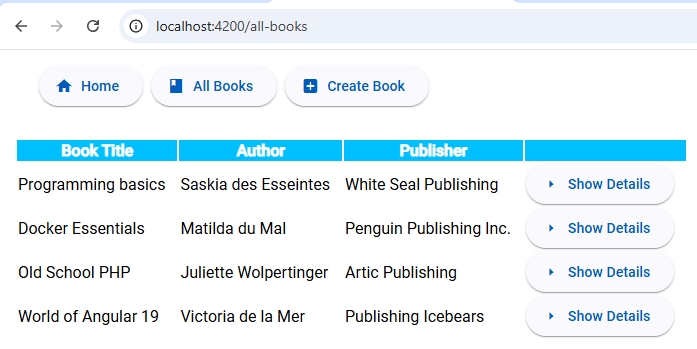 localhost:4200/all-books
Home All Books Create Book
Book Title Author Publisher
Programming basics Saskia des Esseintes White Seal Publishing Show Details
Docker Essentials Matilda du Mal Penguin Publishing Inc. Show Details
Old School PHP Juliette Wolpertinger Artic Publishing Show Details
World of Angular 19 Victoria de la Mer Publishing Icebears Show Details